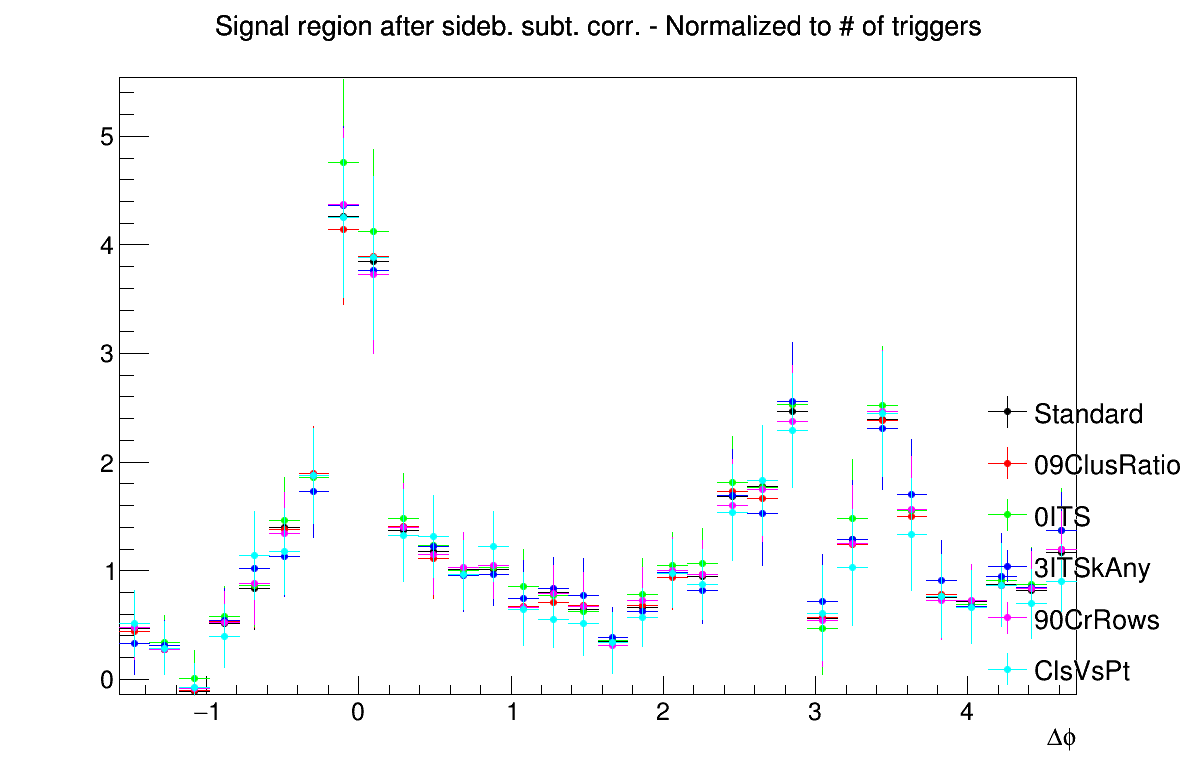 Signal region after sideb. subt. corr. - Normalized to # of triggers
5
4
3
2
1
0
−1 0 1 2 3 4
Δϕ
Standard
09ClusRatio
0ITS
3ITSkAny
90CrRows
ClsVsPt